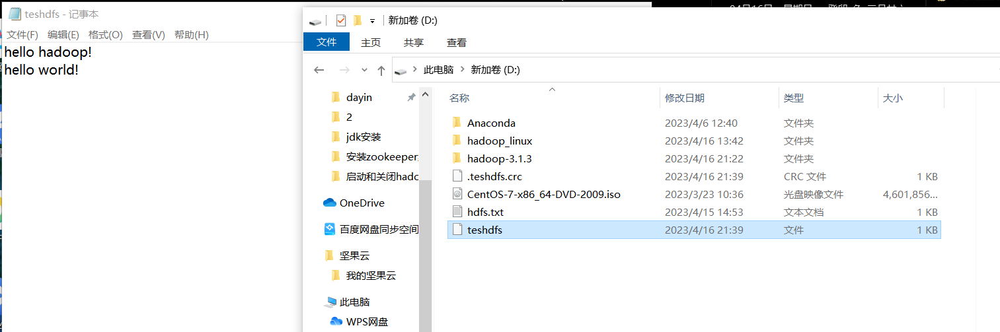 teshdfs - 记事本
文件(F) 编辑(E) 格式(O) 查看(V) 帮助(H)
hello hadoop!
hello world!
新加卷 (D:)
文件 主页 共享 查看
此电脑 新加卷 (D:)
dayin
2
jdk安装
安装zookeeper
启动和关闭hadc
OneDrive
百度网盘同步空间
坚果云
我的坚果云
此电脑
WPS网盘
名称 修改日期 类型 大小
Anaconda 2023/4/6 12:40 文件夹
hadoop_linux 2023/4/16 13:42 文件夹
hadoop-3.1.3 2023/4/16 21:22 文件夹
.teshdfs.crc 2023/4/16 21:39 CRC 文件 1 KB
CentOS-7-x86_64-DVD-2009.iso 2023/3/23 10:36 光盘映像文件 4,601,856...
hdfs.txt 2023/4/15 14:53 文本文档 1 KB
teshdfs 2023/4/16 21:39 文件 1 KB